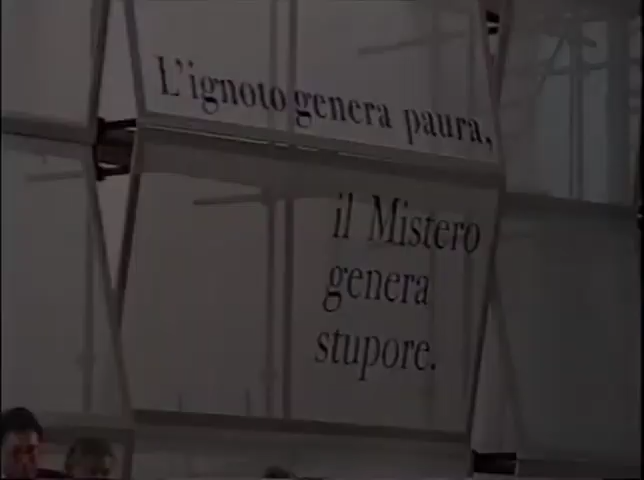 L'ignoto genera paura,
il Mistero
genera
stupore.